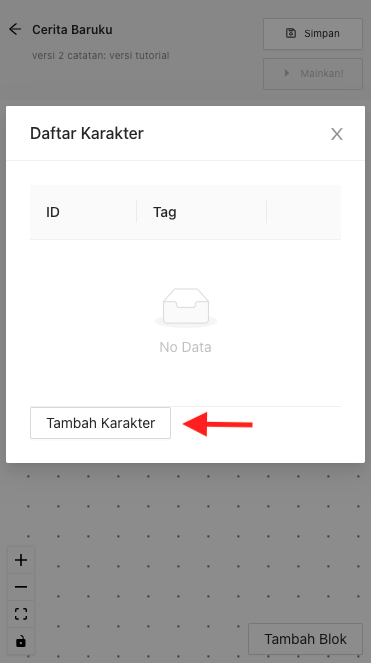 Cerita Baruku
Simpan
versi 2 catatan: versi tutorial
Mainkan!
Daftar Karakter
ID
Tag
No Data
Tambah Karakter
Tambah Blok